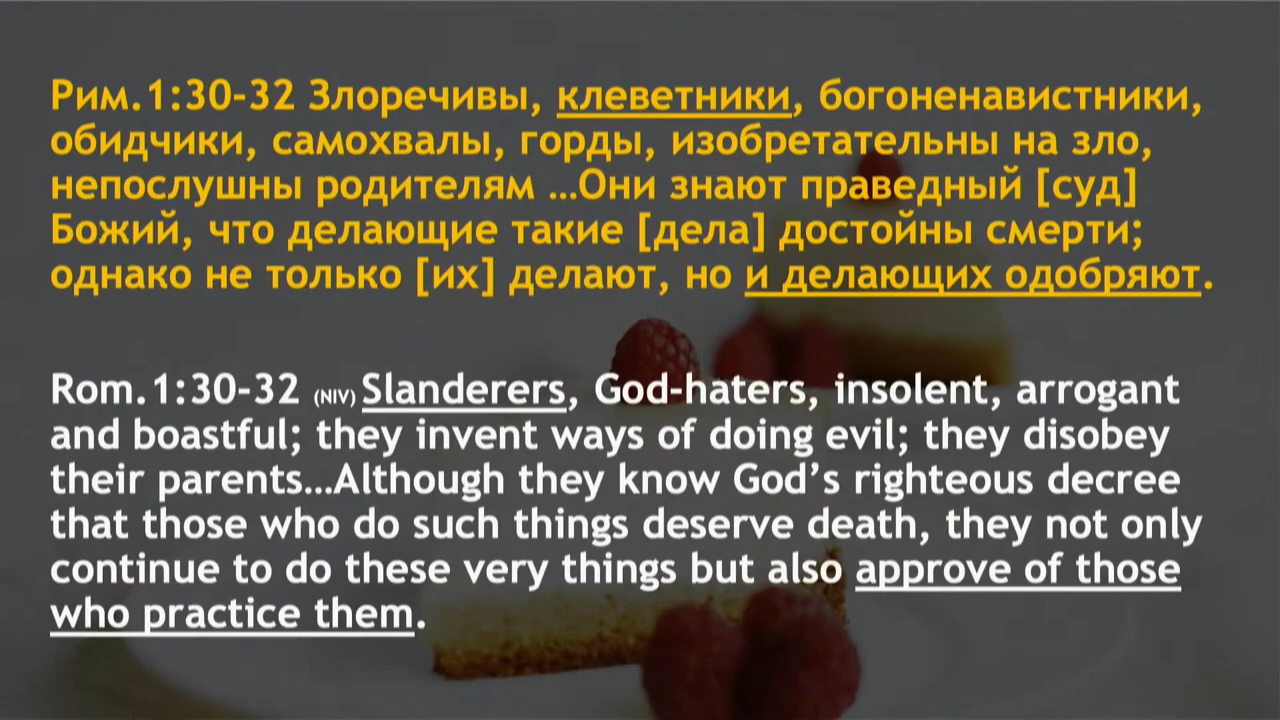 Рим.1:30-32 Злоречивы, клеветники, богоненавистники,
обидчики, самохвалы, горды, изобретательны на зло,
непослушны родителям …Они знают праведный [суд]
Божий, что делающие такие [дела] достойны смерти;
однако не только [их] делают, но и делающих одобряют.
Rom.1:30-32 (NIV) Slanderers, God-haters, insolent, arrogant
and boastful; they invent ways of doing evil; they disobey
their parents…Although they know God’s righteous decree
that those who do such things deserve death, they not only
continue to do these very things but also approve of those
who practice them.